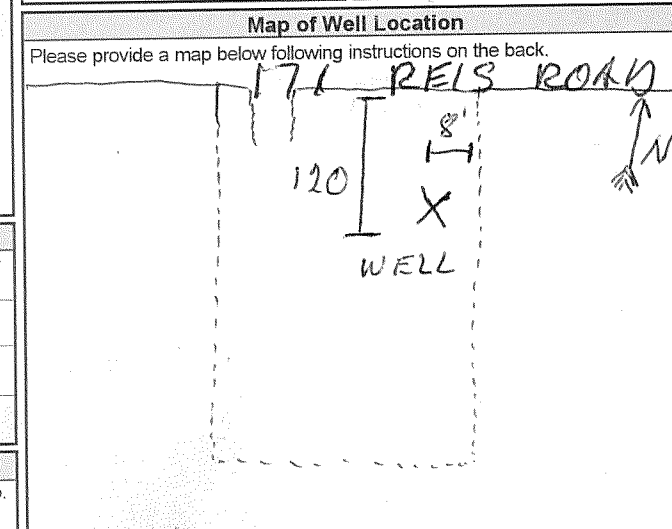 Map of Well Location
Please provide a map below following instructions on the back.
171 REIS ROAD
8'
N
120
X
WELL